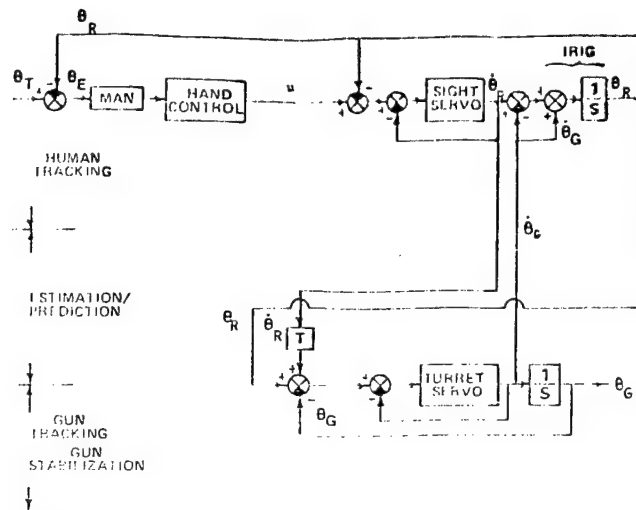 θR
IRIG
θT
θE
MAN
HAND CONTROL
u
SIGHT SERVO
θ̇R
1/S
θR
θ̇G
HUMAN TRACKING
θ̇G
ESTIMATION/
PREDICTION
θR
θ̇R
T
TURRET SERVO
1/S
θG
θG
GUN TRACKING
GUN STABILIZATION